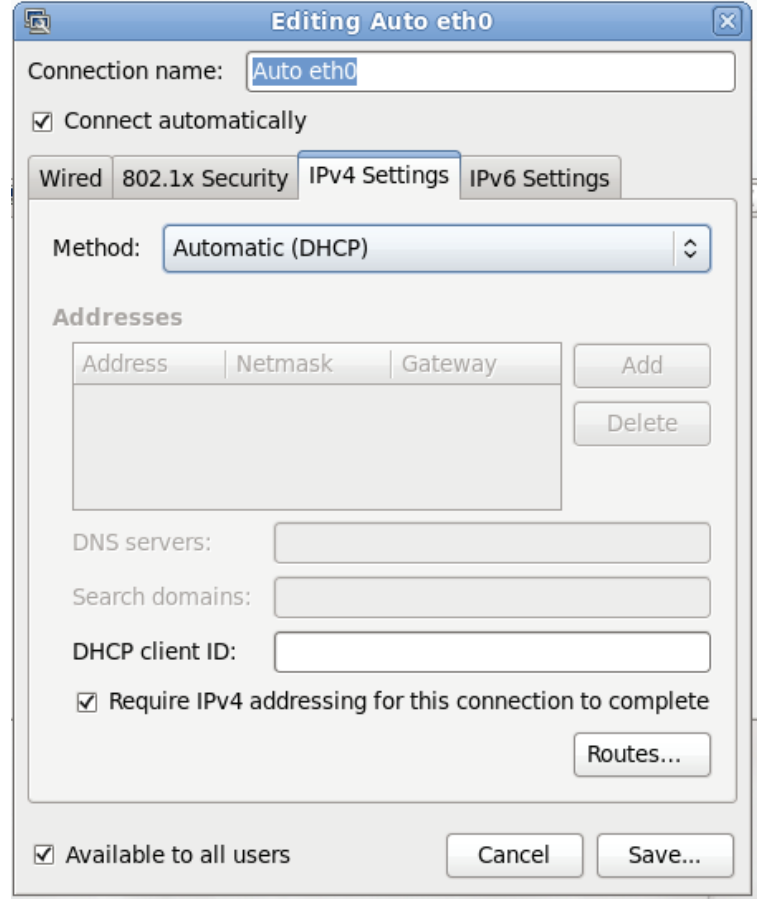 Editing Auto eth0
Connection name: Auto eth0
Connect automatically
Wired 802.1x Security IPv4 Settings IPv6 Settings
Method: Automatic (DHCP)
Addresses
Address Netmask Gateway Add
Delete
DNS servers:
Search domains:
DHCP client ID:
Require IPv4 addressing for this connection to complete
Routes...
Available to all users Cancel Save...